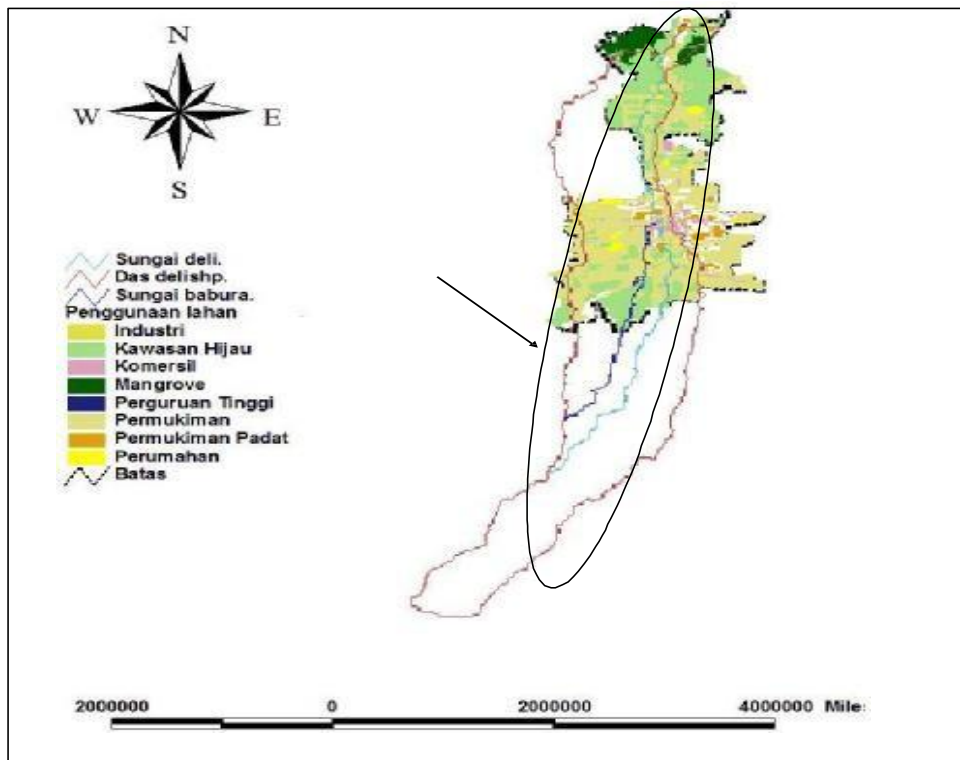 N
W E
S
Sungai deli.
Das delishp.
Sungai babura.
Penggunaan lahan
Industri
Kawasan Hijau
Komersil
Mangrove
Perguruan Tinggi
Permukiman
Permukiman Padat
Perumahan
Batas
2000000 0 2000000 4000000 Mile: